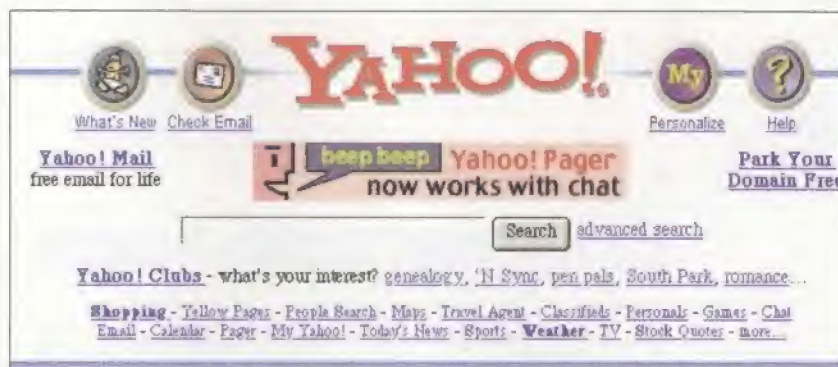 YAHOO!
My
?
What's New Check Email Personalize Help
Yahoo! Mail
free email for life
beep beep Yahoo! Pager
now works with chat
Park Your
Domain Free
Search advanced search
Yahoo! Clubs - what's your interest? genealogy, 'N Sync, pen pals, South Park, romance...
Shopping - Yellow Pages - People Search - Maps - Travel Agent - Classifieds - Personals - Games - Chat
Email - Calendar - Pager - My Yahoo! - Today's News - Sports - Weather - TV - Stock Quotes - more...